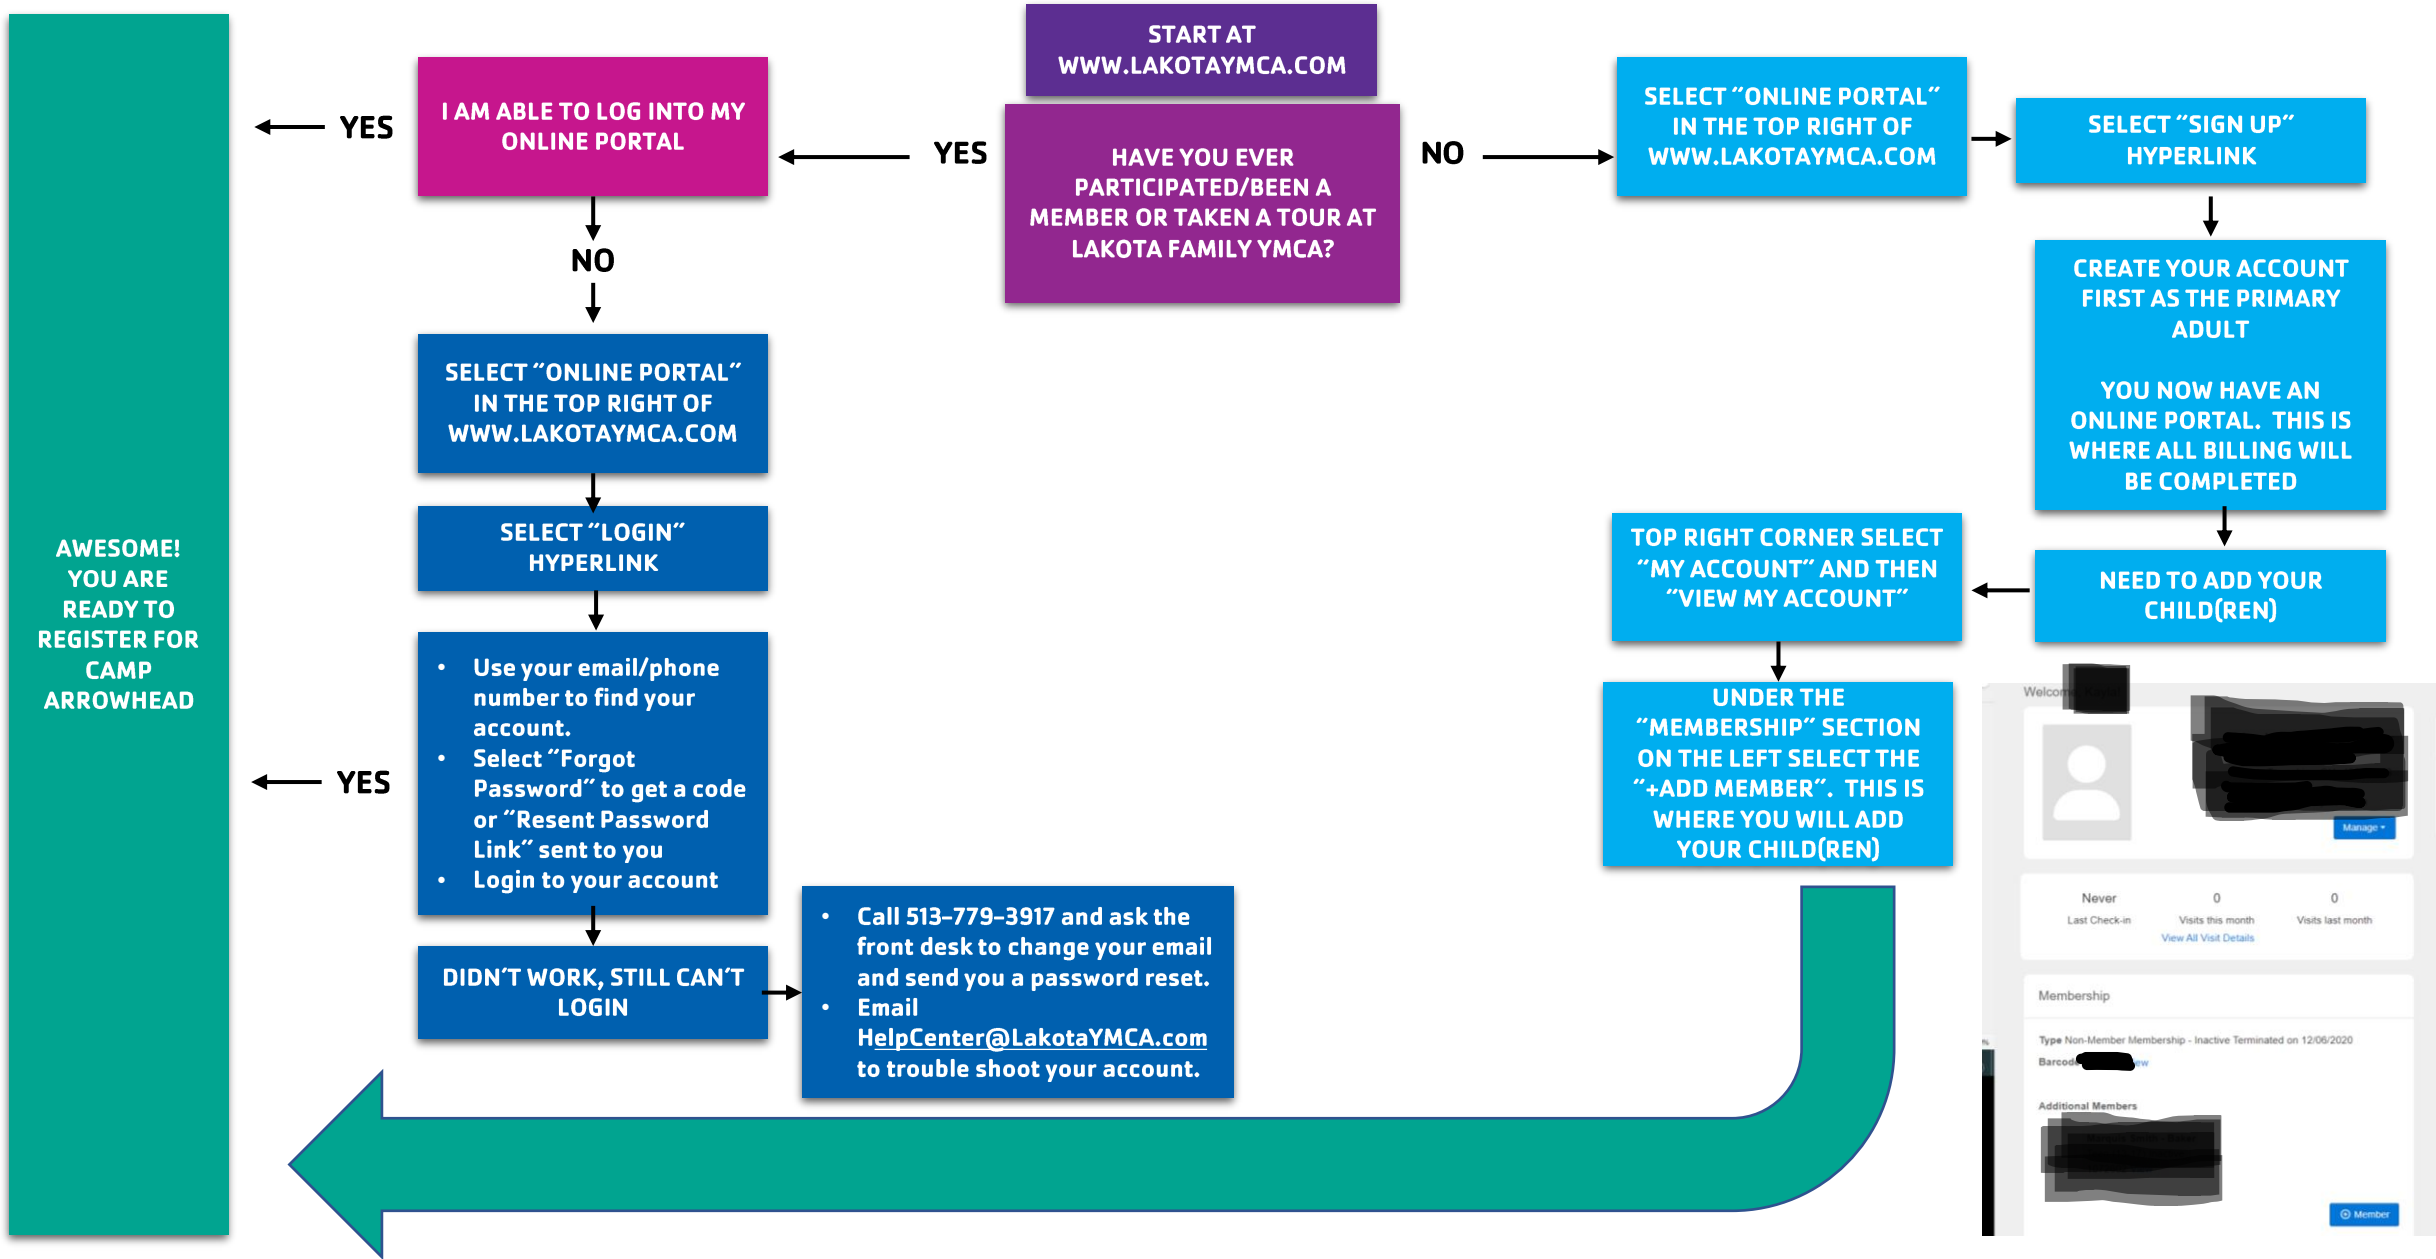 START AT
WWW.LAKOTAYMCA.COM
HAVE YOU EVER
PARTICIPATED/BEEN A
MEMBER OR TAKEN A TOUR AT
LAKOTA FAMILY YMCA?
YES
NO
I AM ABLE TO LOG INTO MY
ONLINE PORTAL
YES
NO
SELECT “ONLINE PORTAL”
IN THE TOP RIGHT OF
WWW.LAKOTAYMCA.COM
SELECT “LOGIN”
HYPERLINK
• Use your email/phone
number to find your
account.
• Select “Forgot
Password” to get a code
or “Resent Password
Link” sent to you
• Login to your account
YES
DIDN’T WORK, STILL CAN’T
LOGIN
• Call 513-779-3917 and ask the
front desk to change your email
and send you a password reset.
• Email
HelpCenter@LakotaYMCA.com
to trouble shoot your account.
AWESOME!
YOU ARE
READY TO
REGISTER FOR
CAMP
ARROWHEAD
SELECT “ONLINE PORTAL”
IN THE TOP RIGHT OF
WWW.LAKOTAYMCA.COM
SELECT “SIGN UP”
HYPERLINK
CREATE YOUR ACCOUNT
FIRST AS THE PRIMARY
ADULT
YOU NOW HAVE AN
ONLINE PORTAL. THIS IS
WHERE ALL BILLING WILL
BE COMPLETED
NEED TO ADD YOUR
CHILD(REN)
TOP RIGHT CORNER SELECT
“MY ACCOUNT” AND THEN
“VIEW MY ACCOUNT”
UNDER THE
“MEMBERSHIP” SECTION
ON THE LEFT SELECT THE
“+ADD MEMBER”. THIS IS
WHERE YOU WILL ADD
YOUR CHILD(REN)
Welcome
Manage
Never 0 0
Last Check-in Visits this month Visits last month
View All Visit Details
Membership
Type Non-Member Membership - Inactive Terminated on 12/06/2020
Barcode
Additional Members
Member